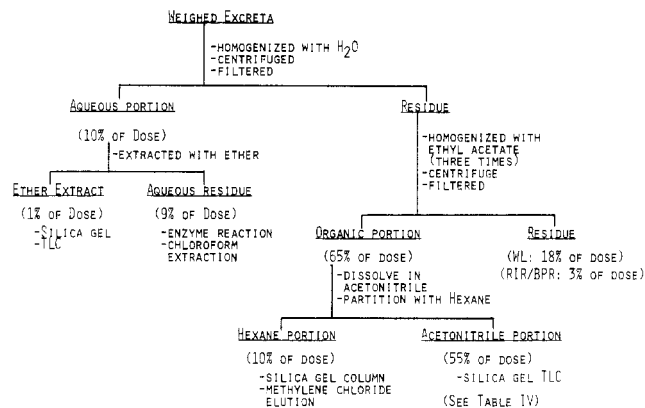 WEIGHED EXCRETA
-HOMOGENIZED WITH H2O
-CENTRIFUGED
-FILTERED
AQUEOUS PORTION
(10% OF DOSE)
-EXTRACTED WITH ETHER
RESIDUE
-HOMOGENIZED WITH
ETHYL ACETATE
(THREE TIMES)
-CENTRIFUGE
-FILTERED
ETHER EXTRACT
(1% OF DOSE)
-SILICA GEL
-TLC
AQUEOUS RESIDUE
(9% OF DOSE)
-ENZYME REACTION
-CHLOROFORM
EXTRACTION
ORGANIC PORTION
(65% OF DOSE)
-DISSOLVE IN
ACETONITRILE
-PARTITION WITH HEXANE
RESIDUE
(WL: 18% OF DOSE)
(RIR/BPR: 3% OF DOSE)
HEXANE PORTION
(10% OF DOSE)
-SILICA GEL COLUMN
-METHYLENE CHLORIDE
ELUTION
ACETONITRILE PORTION
(55% OF DOSE)
-SILICA GEL TLC
(SEE TABLE IV)